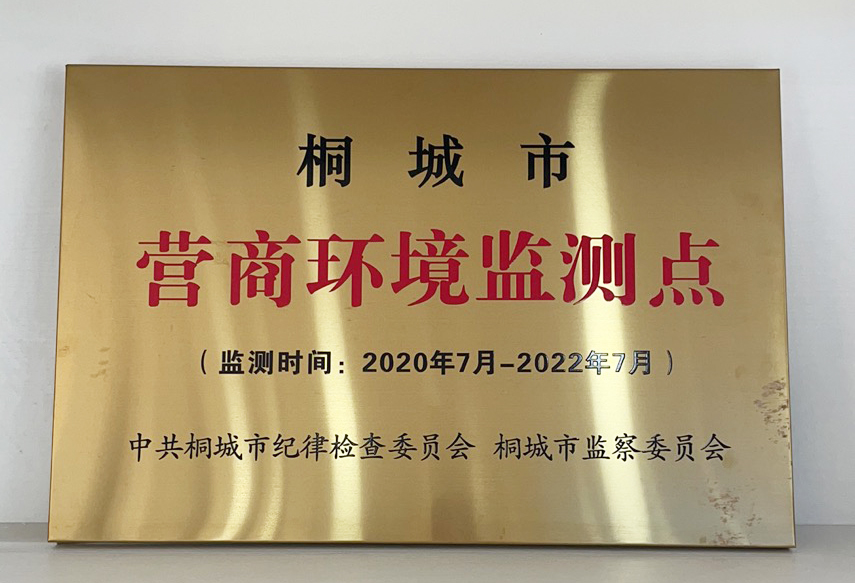 桐城市
营商环境监测点
（监测时间：2020年7月-2022年7月）
中共桐城市纪律检查委员会 桐城市监察委员会